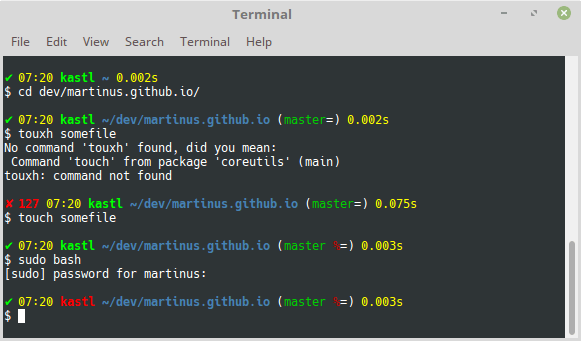 Terminal
File Edit View Search Terminal Help
✔ 07:20 kastl ~ 0.002s
$ cd dev/martinus.github.io/
✔ 07:20 kastl ~/dev/martinus.github.io (master=) 0.002s
$ touxh somefile
No command 'touxh' found, did you mean:
 Command 'touch' from package 'coreutils' (main)
touxh: command not found
✘ 127 07:20 kastl ~/dev/martinus.github.io (master=) 0.075s
$ touch somefile
✔ 07:20 kastl ~/dev/martinus.github.io (master %=) 0.003s
$ sudo bash
[sudo] password for martinus:
✔ 07:20 kastl ~/dev/martinus.github.io (master %=) 0.003s
$